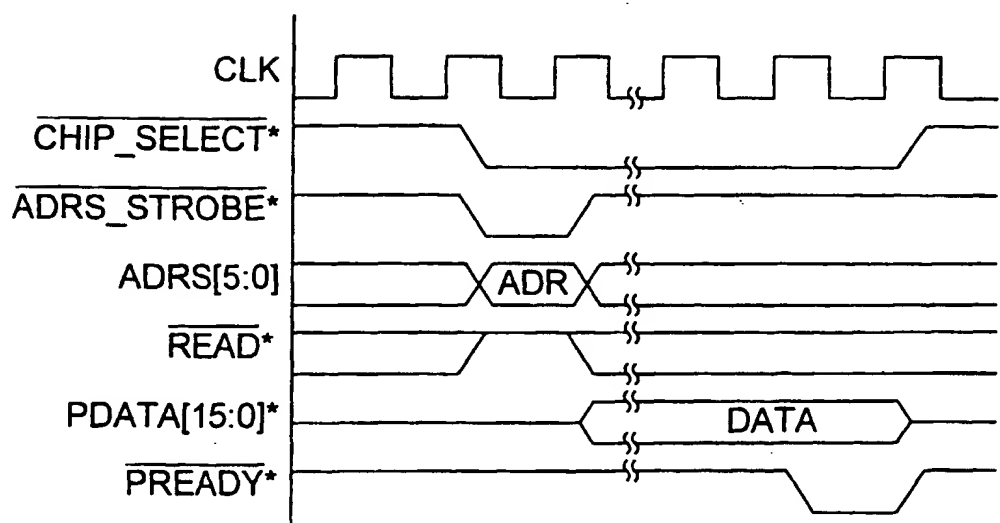 CLK
CHIP_SELECT*
ADRS_STROBE*
ADRS[5:0]
ADR
READ*
PDATA[15:0]*
DATA
PREADY*